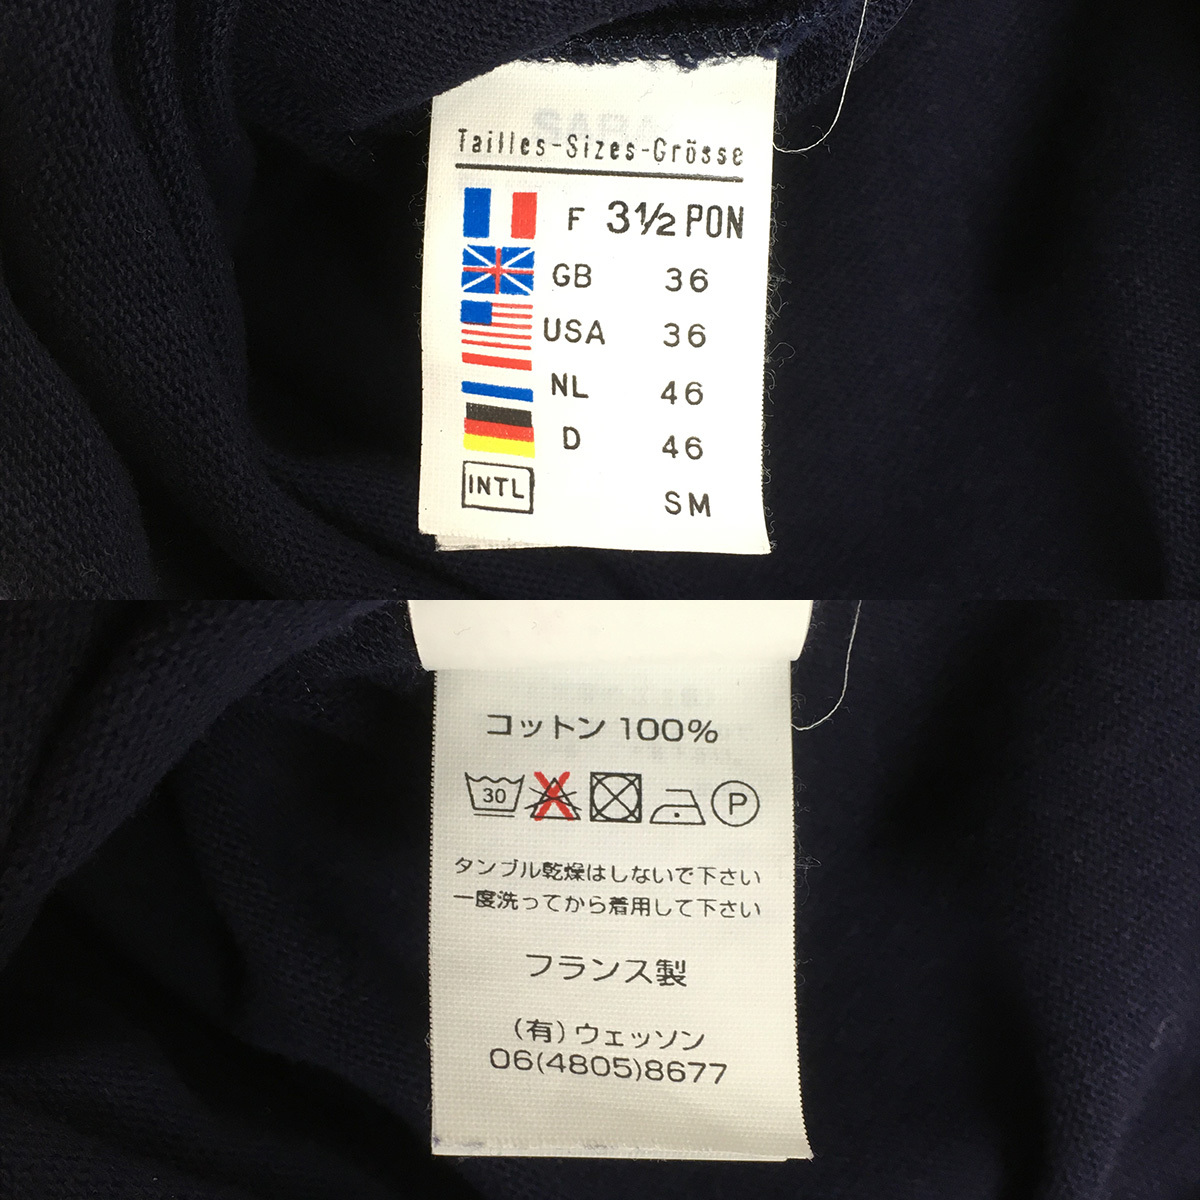 Tailles-Sizes-Grösse
F 3½ PON
GB 36
USA 36
NL 46
D 46
INTL SM
コットン 100%
30 P
タンブル乾燥はしないで下さい
一度洗ってから着用して下さい
フランス製
(有)ウェッソン
06(4805)8677